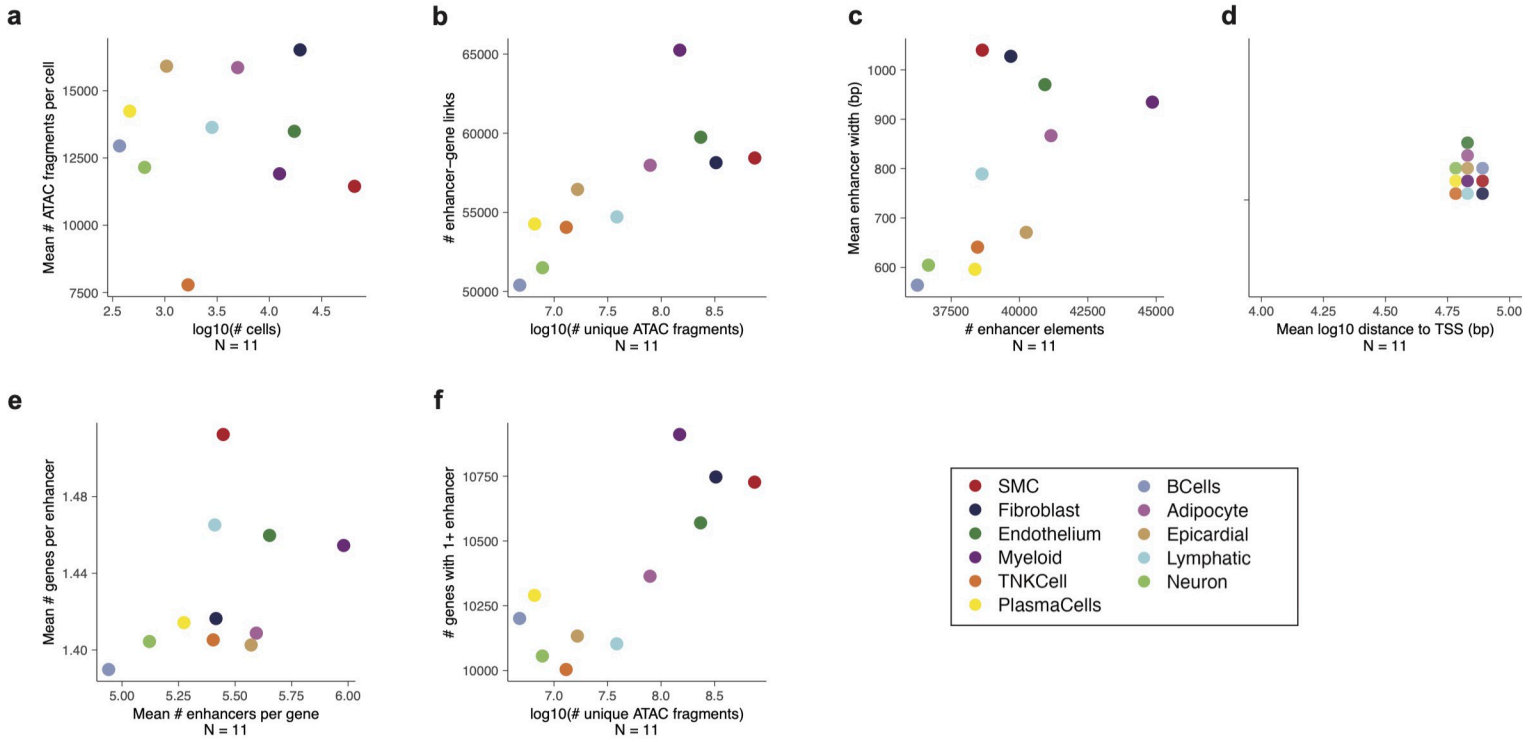 a
Mean # ATAC fragments per cell
15000
12500
10000
7500
2.5 3.0 3.5 4.0 4.5
log10(# cells)
N = 11
b
# enhancer–gene links
65000
60000
55000
50000
7.0 7.5 8.0 8.5
log10(# unique ATAC fragments)
N = 11
c
Mean enhancer width (bp)
1000
900
800
700
600
37500 40000 42500 45000
# enhancer elements
N = 11
d
4.00 4.25 4.50 4.75 5.00
Mean log10 distance to TSS (bp)
N = 11
e
Mean # genes per enhancer
1.48
1.44
1.40
5.00 5.25 5.50 5.75 6.00
Mean # enhancers per gene
N = 11
f
# genes with 1+ enhancer
10750
10500
10250
10000
7.0 7.5 8.0 8.5
log10(# unique ATAC fragments)
N = 11
SMC
Fibroblast
Endothelium
Myeloid
TNKCell
PlasmaCells
BCells
Adipocyte
Epicardial
Lymphatic
Neuron